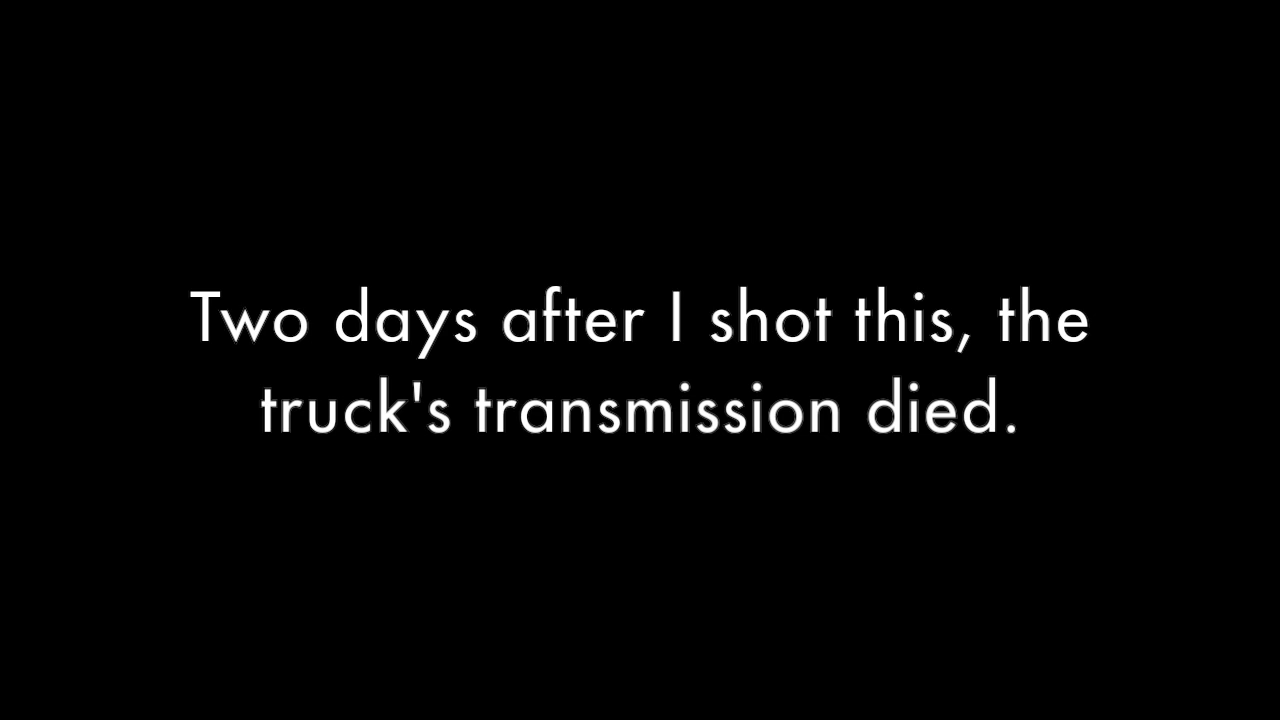 Two days after I shot this, the
truck's transmission died.